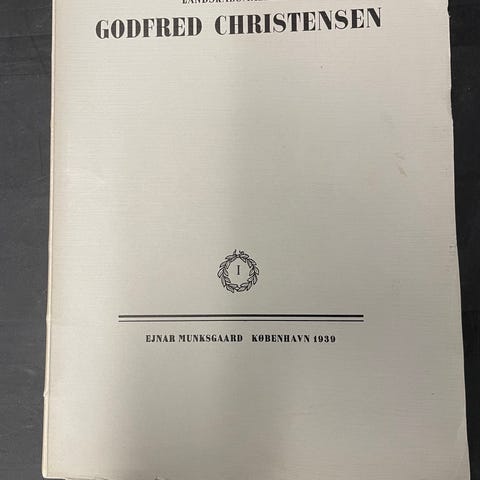 GODFRED CHRISTENSEN
I
EJNAR MUNKSGAARD KØBENHAVN 1939